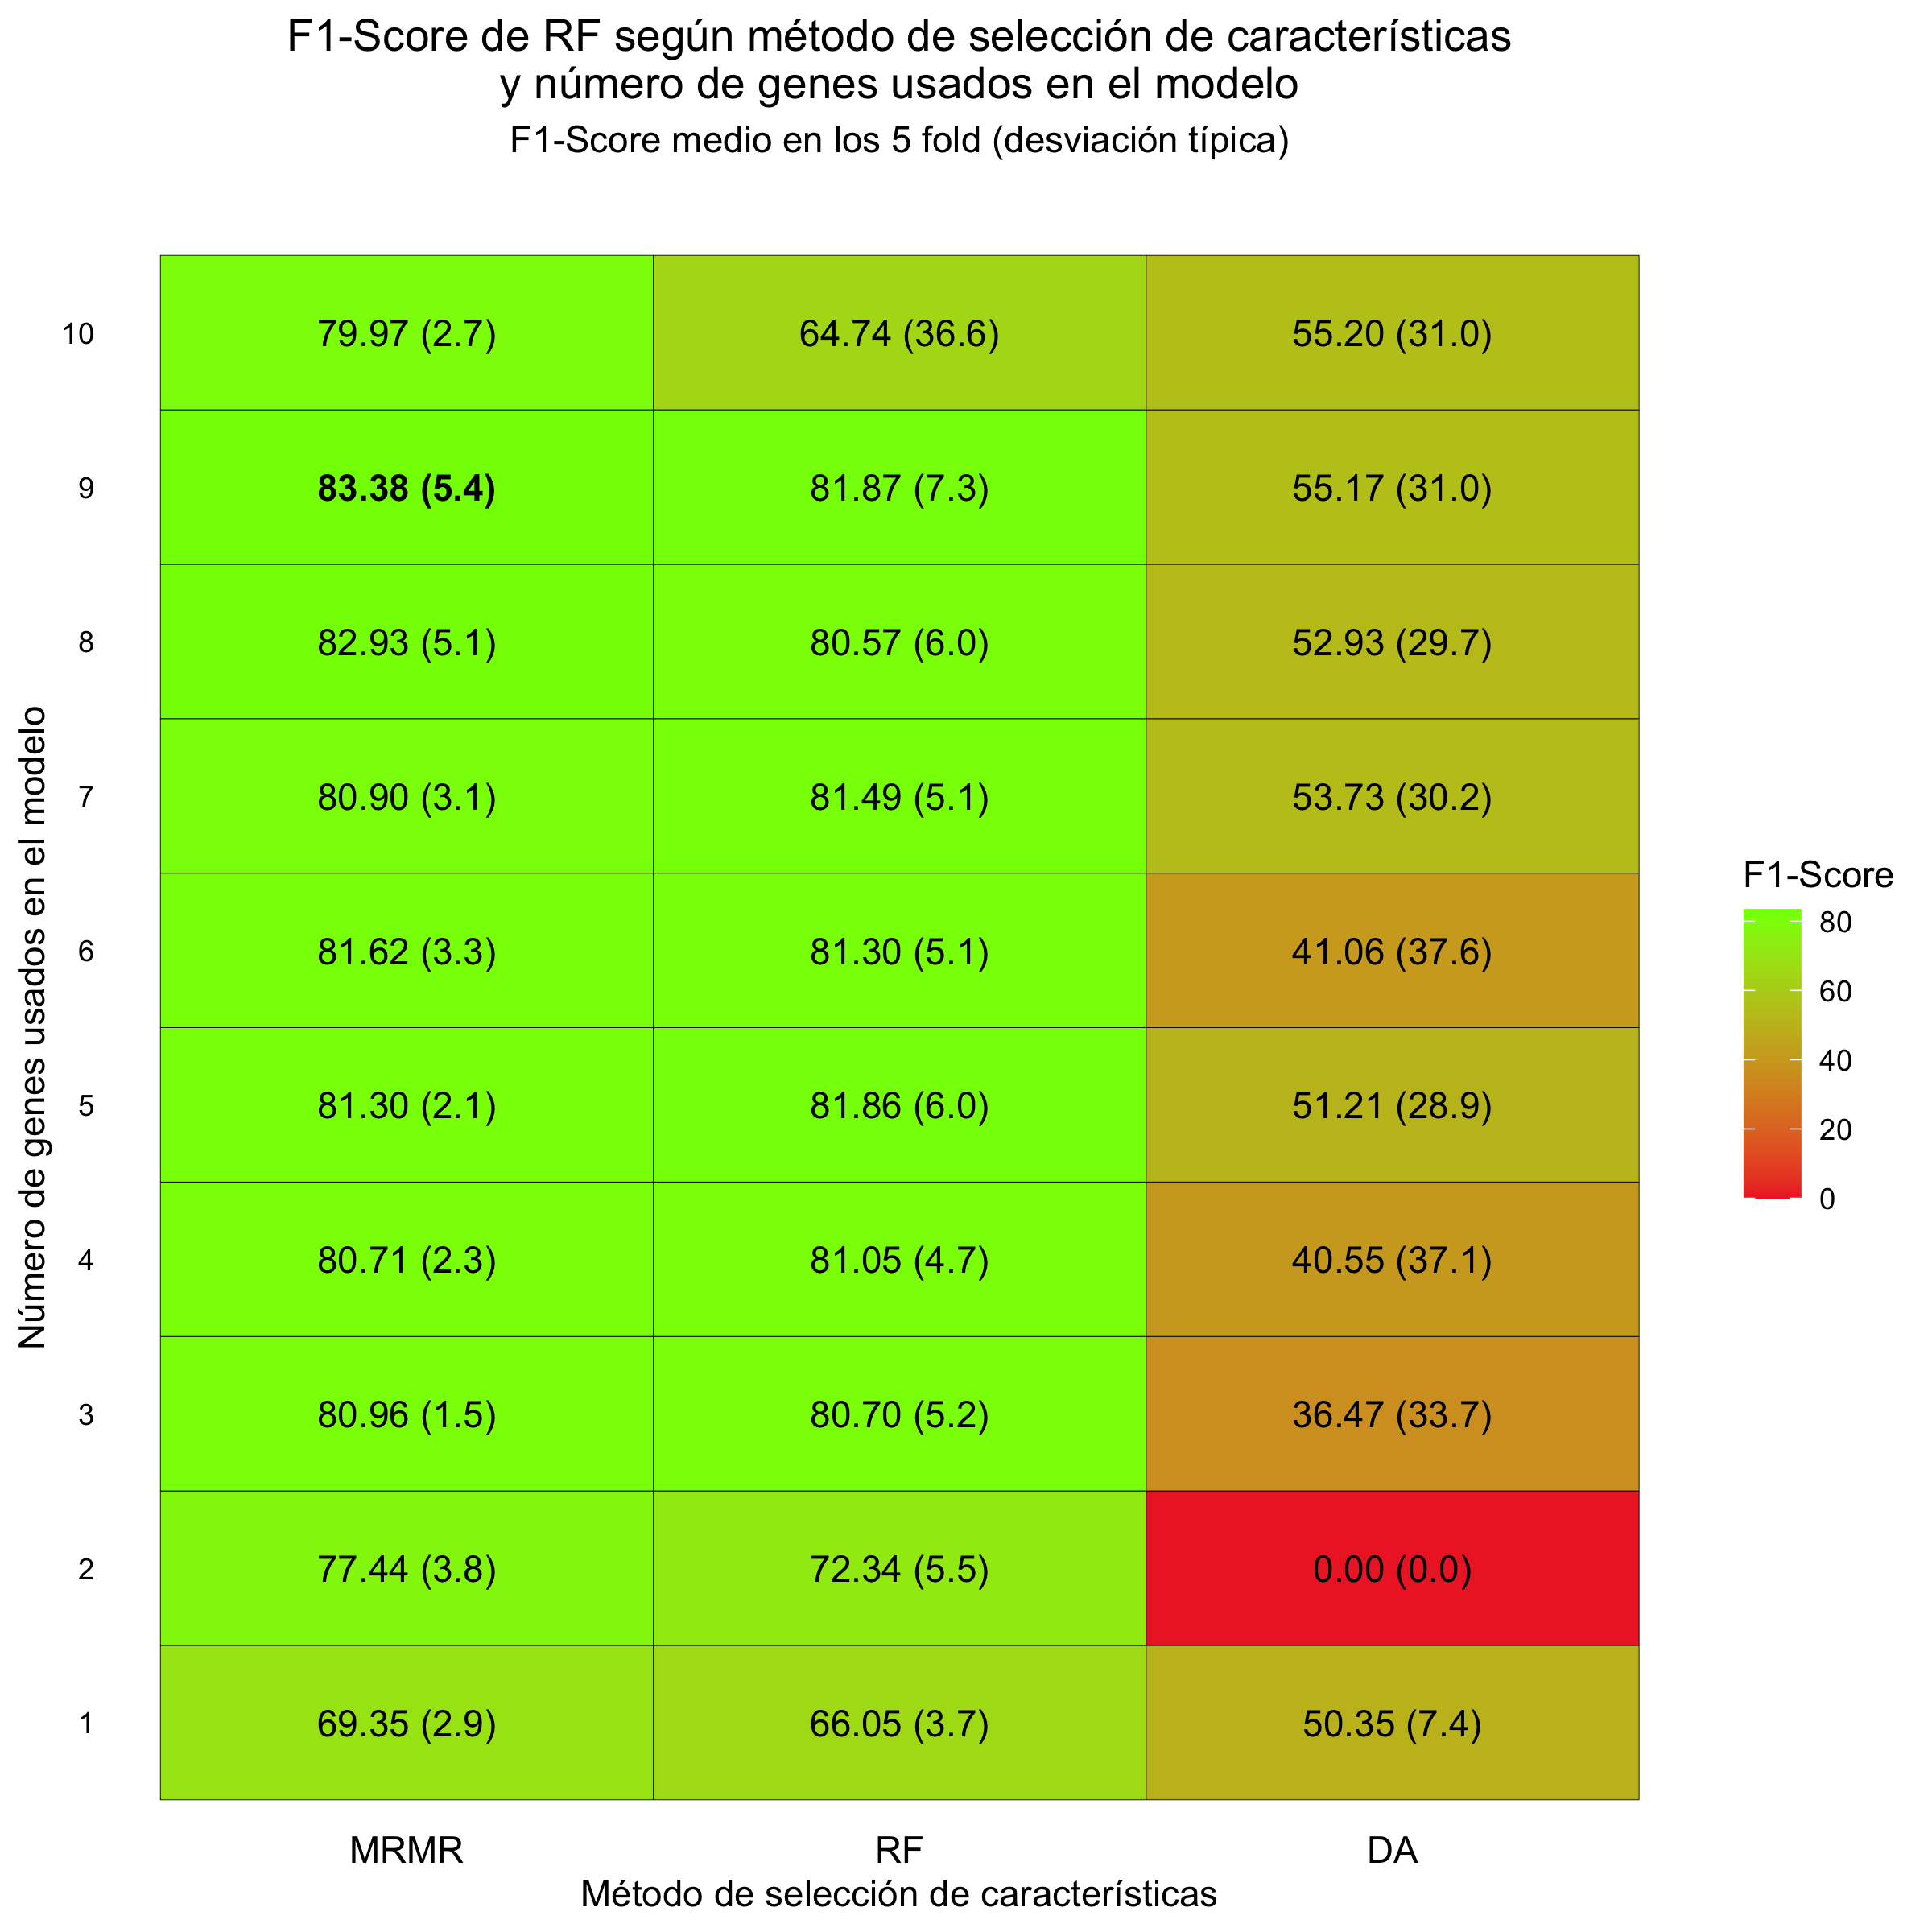 F1-Score de RF según método de selección de características
y número de genes usados en el modelo
F1-Score medio en los 5 fold (desviación típica)
Número de genes usados en el modelo
10 79.97 (2.7) 64.74 (36.6) 55.20 (31.0)
9 83.38 (5.4) 81.87 (7.3) 55.17 (31.0)
8 82.93 (5.1) 80.57 (6.0) 52.93 (29.7)
7 80.90 (3.1) 81.49 (5.1) 53.73 (30.2)
6 81.62 (3.3) 81.30 (5.1) 41.06 (37.6)
5 81.30 (2.1) 81.86 (6.0) 51.21 (28.9)
4 80.71 (2.3) 81.05 (4.7) 40.55 (37.1)
3 80.96 (1.5) 80.70 (5.2) 36.47 (33.7)
2 77.44 (3.8) 72.34 (5.5) 0.00 (0.0)
1 69.35 (2.9) 66.05 (3.7) 50.35 (7.4)
MRMR RF DA
Método de selección de características
F1-Score
80
60
40
20
0